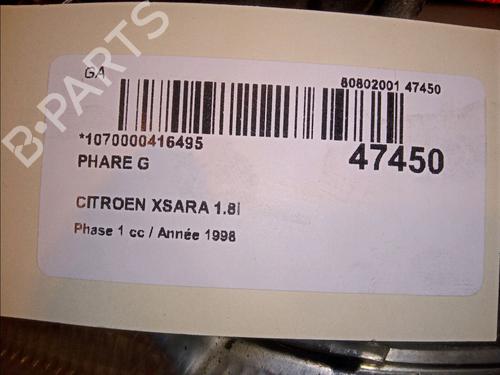 B-PARTS
GA
80802001 47450
*1070000416495
47450
PHARE G
CITROEN XSARA 1.8i
Phase 1 cc / Année 1998